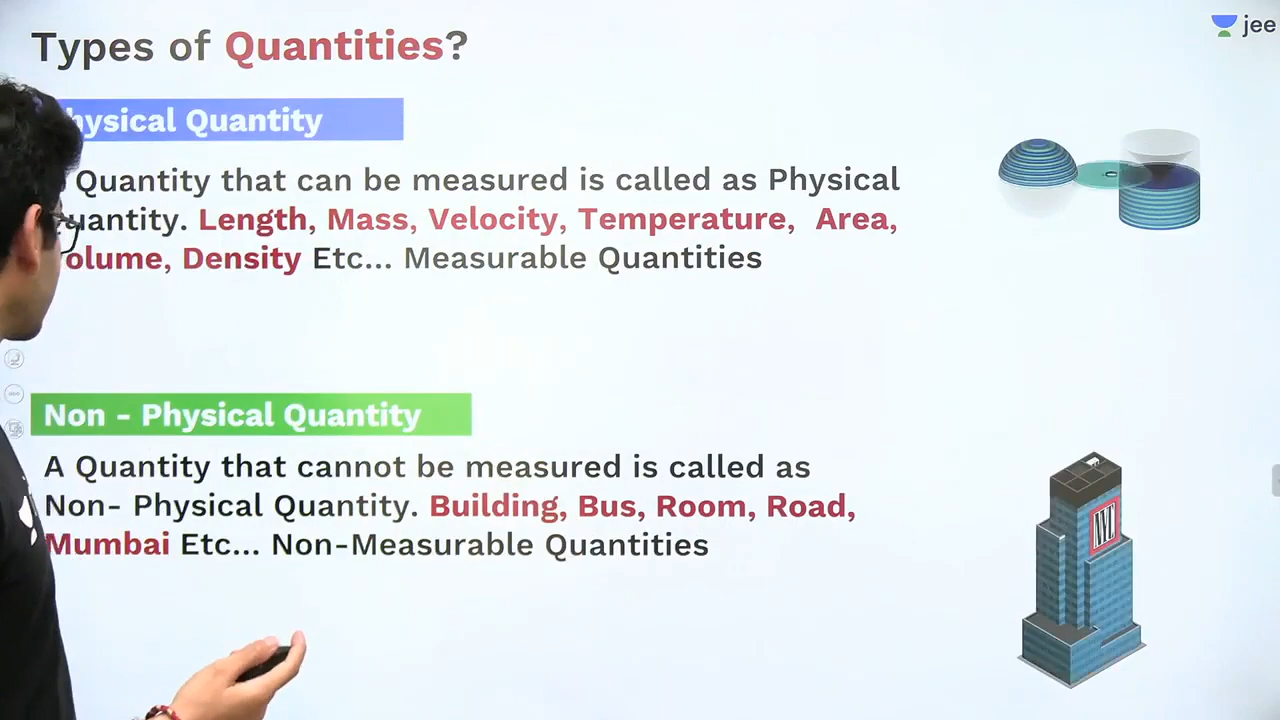 Types of Quantities?
jee
hysical Quantity
Quantity that can be measured is called as Physical
uantity. Length, Mass, Velocity, Temperature, Area,
olume, Density Etc... Measurable Quantities
Non - Physical Quantity
A Quantity that cannot be measured is called as
Non- Physical Quantity. Building, Bus, Room, Road,
Mumbai Etc... Non-Measurable Quantities